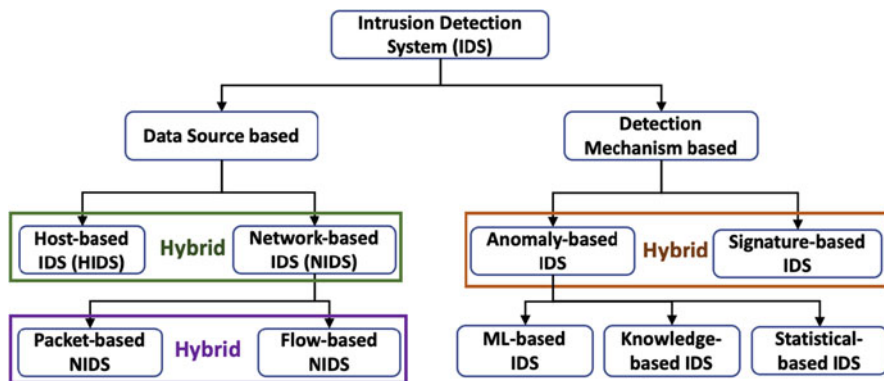 Intrusion Detection
System (IDS)
Data Source based
Detection
Mechanism based
Host-based
IDS (HIDS)
Hybrid
Network-based
IDS (NIDS)
Anomaly-based
IDS
Hybrid
Signature-based
IDS
Packet-based
NIDS
Hybrid
Flow-based
NIDS
ML-based
IDS
Knowledge-
based IDS
Statistical-
based IDS